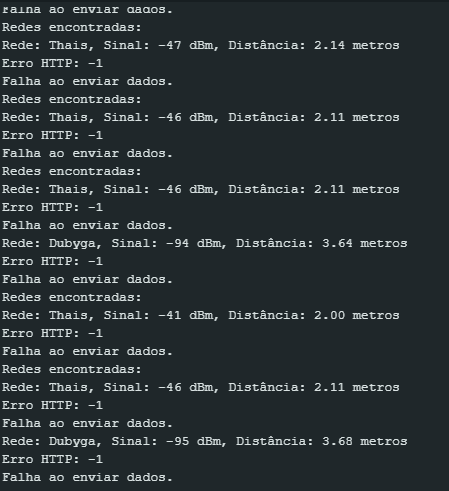 Falha ao enviar dados.
Redes encontradas:
Rede: Thais, Sinal: -47 dBm, Distância: 2.14 metros
Erro HTTP: -1
Falha ao enviar dados.
Redes encontradas:
Rede: Thais, Sinal: -46 dBm, Distância: 2.11 metros
Erro HTTP: -1
Falha ao enviar dados.
Redes encontradas:
Rede: Thais, Sinal: -46 dBm, Distância: 2.11 metros
Erro HTTP: -1
Falha ao enviar dados.
Rede: Dubyga, Sinal: -94 dBm, Distância: 3.64 metros
Erro HTTP: -1
Falha ao enviar dados.
Redes encontradas:
Rede: Thais, Sinal: -41 dBm, Distância: 2.00 metros
Erro HTTP: -1
Falha ao enviar dados.
Redes encontradas:
Rede: Thais, Sinal: -46 dBm, Distância: 2.11 metros
Erro HTTP: -1
Falha ao enviar dados.
Rede: Dubyga, Sinal: -95 dBm, Distância: 3.68 metros
Erro HTTP: -1
Falha ao enviar dados.